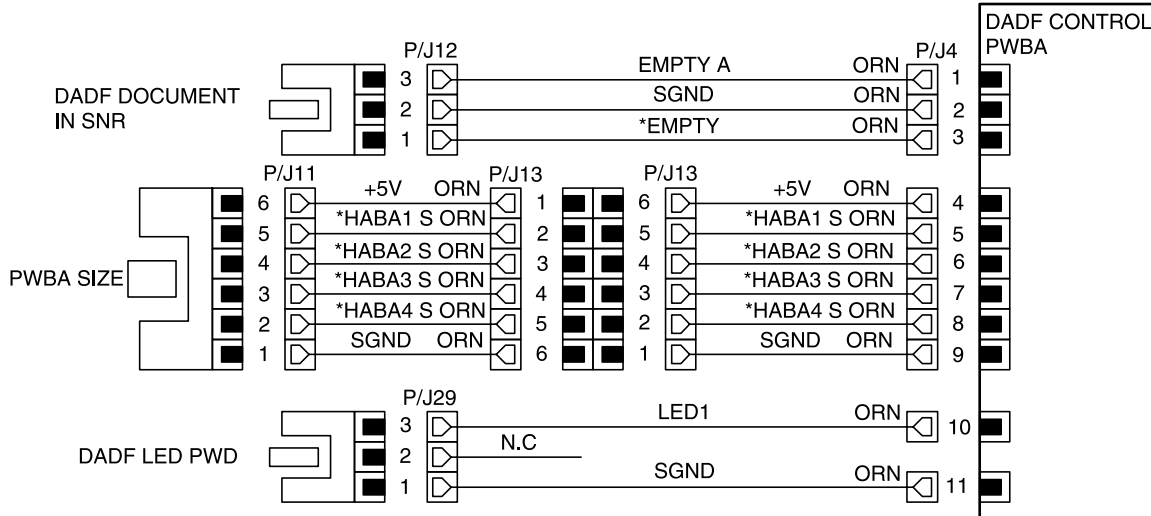 DADF CONTROL
PWBA
P/J12 P/J4
DADF DOCUMENT
IN SNR
3 EMPTY A ORN 1
2 SGND ORN 2
1 *EMPTY ORN 3
P/J11 P/J13 P/J13
PWBA SIZE
6 +5V ORN 1 6 +5V ORN 4
5 *HABA1 S ORN 2 5 *HABA1 S ORN 5
4 *HABA2 S ORN 3 4 *HABA2 S ORN 6
3 *HABA3 S ORN 4 3 *HABA3 S ORN 7
2 *HABA4 S ORN 5 2 *HABA4 S ORN 8
1 SGND ORN 6 1 SGND ORN 9
P/J29
DADF LED PWD
3 LED1 ORN 10
2 N.C
1 SGND ORN 11